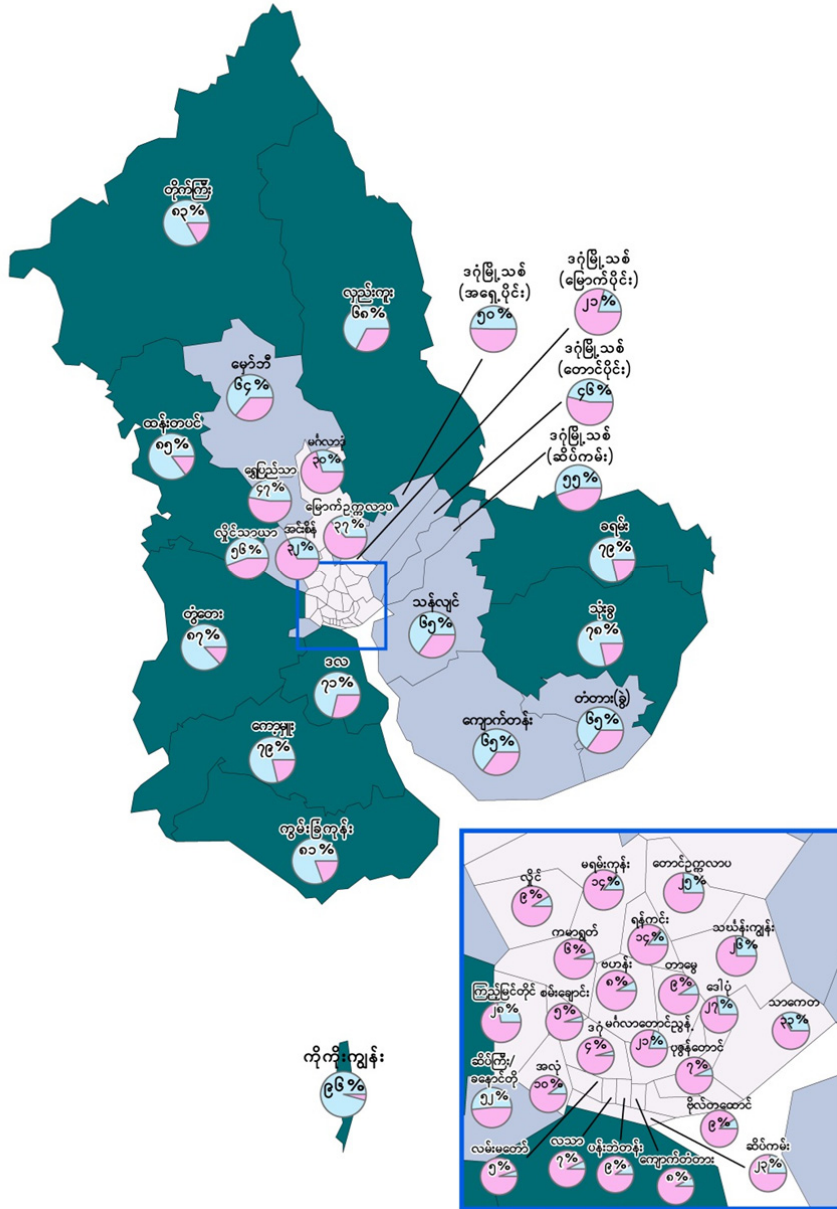 တိုက်ကြီး
၈၃%
လှည်းကူး
၆၈%
ဒဂုံမြို့သစ်
(အရှေ့ပိုင်း)
၅၀%
ဒဂုံမြို့သစ်
(မြောက်ပိုင်း)
၂၁%
ဒဂုံမြို့သစ်
(တောင်ပိုင်း)
၄၆%
ဒဂုံမြို့သစ်
(ဆိပ်ကမ်း)
၅၅%
မှော်ဘီ
၆၄%
ထန်းတပင်
၈၅%
မင်္ဂလာဒုံ
၃၀%
ရွှေပြည်သာ
၄၇%
မြောက်ဥက္ကလာပ
၃၇%
လှိုင်သာယာ
၅၆%
အင်းစိန်
၃၂%
ခရမ်း
၇၉%
သန်လျင်
၆၅%
သုံးခွ
၇၈%
တွံတေး
၈၇%
ဒလ
၇၁%
ကျောက်တန်း
၆၅%
တံတား(ခွဲ)
၆၅%
ကော့မှူး
၇၉%
ကွမ်းခြံကုန်း
၈၁%
ကိုကိုးကျွန်း
၉၆%
လှိုင်
၉%
မရမ်းကုန်း
၁၄%
တောင်ဥက္ကလာပ
၂၅%
ကမာရွတ်
၆%
ရန်ကင်း
၁၄%
သင်္ဃန်းကျွန်း
၂၆%
ဗဟန်း
၈%
တာမွေ
၉%
ဒေါပုံ
၂၇%
သာကေတ
၃၃%
ကြည့်မြင်တိုင်
၂၈%
စမ်းချောင်း
၅%
ဒဂုံ
၄%
မင်္ဂလာတောင်ညွန့်
၂၁%
ပုဇွန်တောင်
၇%
ဆိပ်ကြီး/
ခနောင်တို
၅၂%
အလုံ
၁၀%
ဗိုလ်တထောင်
၉%
လမ်းမတော်
၅%
လသာ
၇%
ပန်းဘဲတန်း
၉%
ကျောက်တံတား
၈%
ဆိပ်ကမ်း
၂၃%